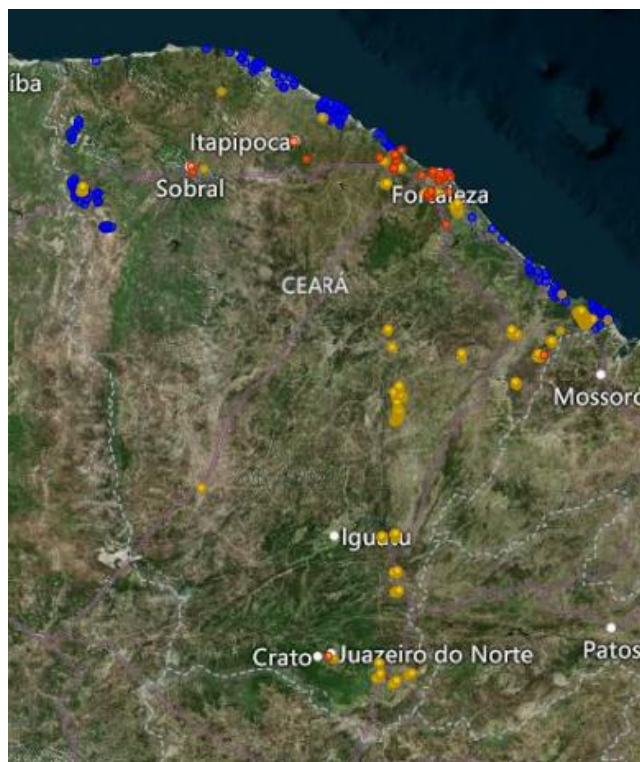 íba
Itapipoca
Sobral
Fortaleza
CEARÁ
Mossoró
Iguatu
Crato
Juazeiro do Norte
Patos